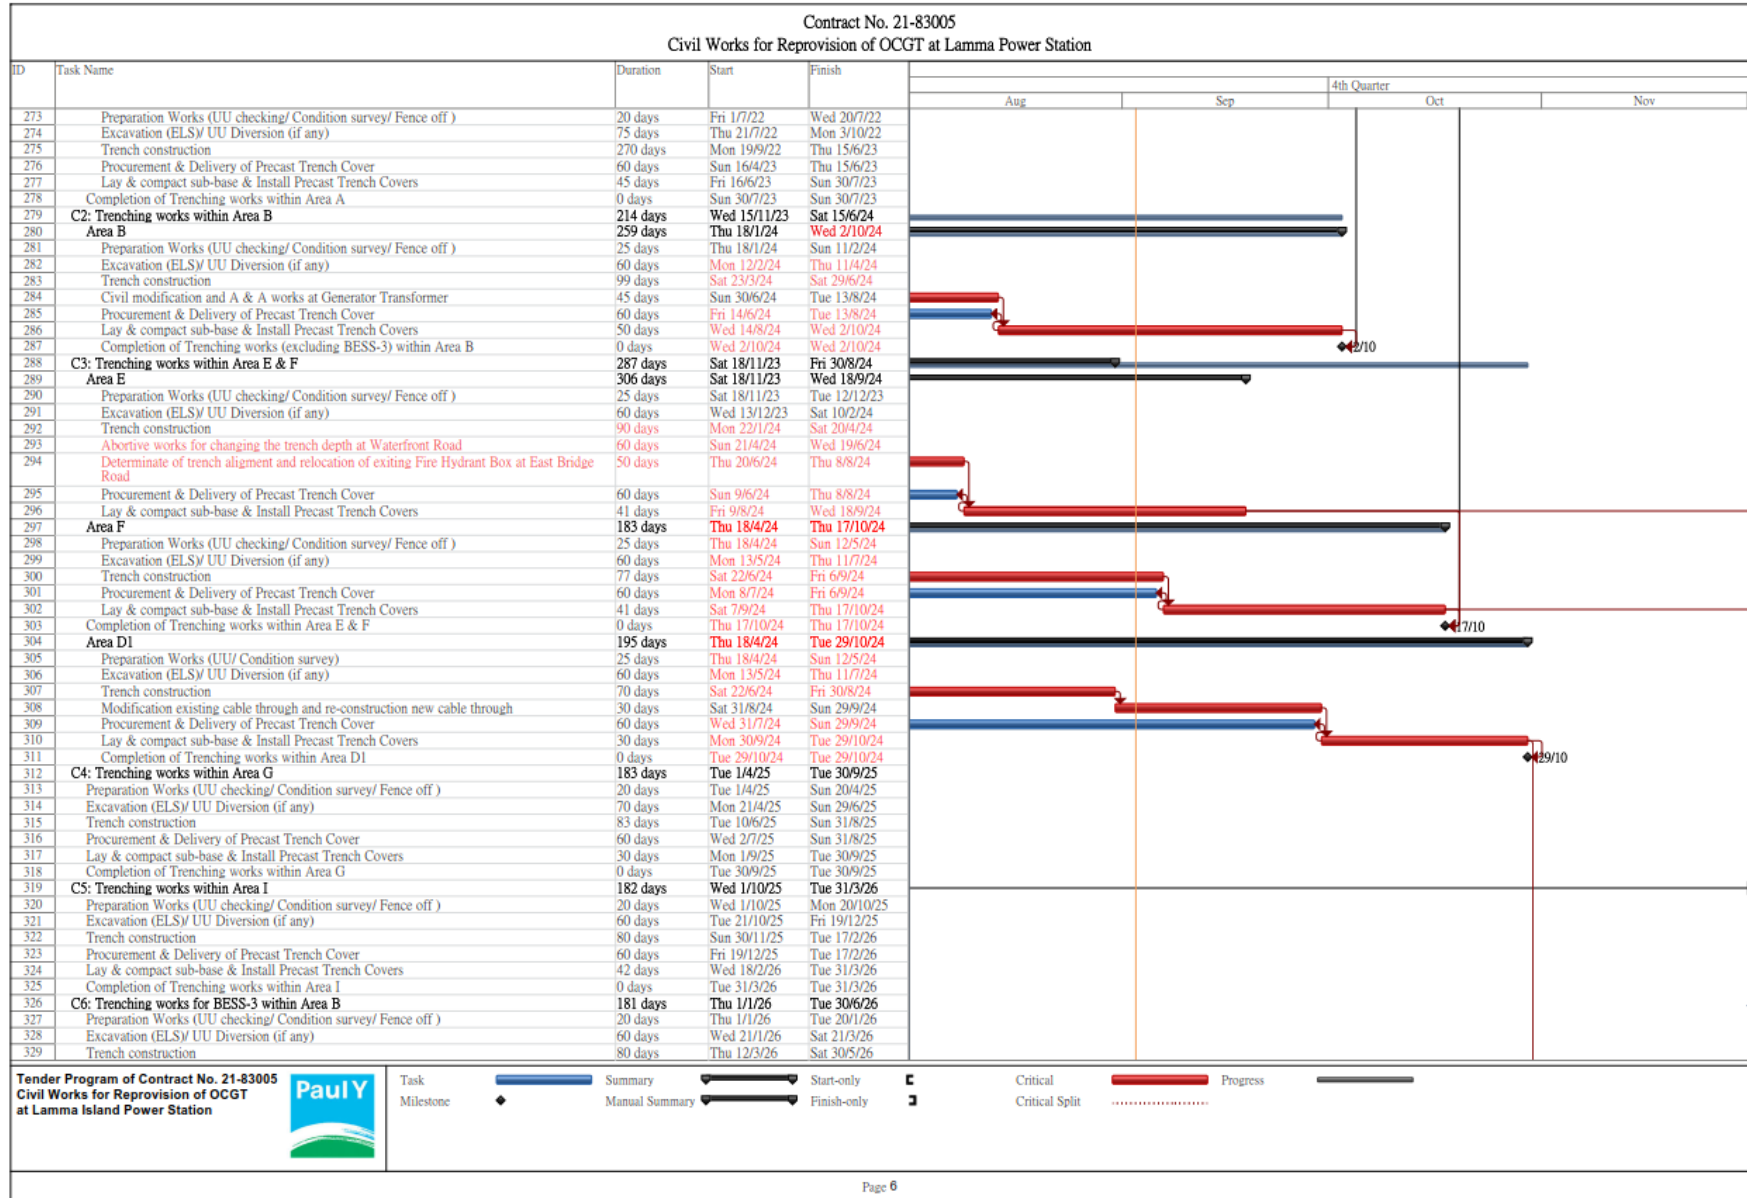 Contract No. 21-83005
Civil Works for Reprovision of OCGT at Lamma Power Station
ID Task Name Duration Start Finish
4th Quarter
Aug Sep Oct Nov
273 Preparation Works (UU checking/ Condition survey/ Fence off ) 20 days Fri 1/7/22 Wed 20/7/22
274 Excavation (ELS)/ UU Diversion (if any) 75 days Thu 21/7/22 Mon 3/10/22
275 Trench construction 270 days Mon 19/9/22 Thu 15/6/23
276 Procurement & Delivery of Precast Trench Cover 60 days Sun 16/4/23 Thu 15/6/23
277 Lay & compact sub-base & Install Precast Trench Covers 45 days Fri 16/6/23 Sun 30/7/23
278 Completion of Trenching works within Area A 0 days Sun 30/7/23 Sun 30/7/23
279 C2: Trenching works within Area B 214 days Wed 15/11/23 Sat 15/6/24
280 Area B 259 days Thu 18/1/24 Wed 2/10/24
281 Preparation Works (UU checking/ Condition survey/ Fence off ) 25 days Thu 18/1/24 Sun 11/2/24
282 Excavation (ELS)/ UU Diversion (if any) 60 days Mon 12/2/24 Thu 11/4/24
283 Trench construction 99 days Sat 23/3/24 Sat 29/6/24
284 Civil modification and A & A works at Generator Transformer 45 days Sun 30/6/24 Tue 13/8/24
285 Procurement & Delivery of Precast Trench Cover 60 days Fri 14/6/24 Tue 13/8/24
286 Lay & compact sub-base & Install Precast Trench Covers 50 days Wed 14/8/24 Wed 2/10/24
287 Completion of Trenching works (excluding BESS-3) within Area B 0 days Wed 2/10/24 Wed 2/10/24 2/10
288 C3: Trenching works within Area E & F 287 days Sat 18/11/23 Fri 30/8/24
289 Area E 306 days Sat 18/11/23 Wed 18/9/24
290 Preparation Works (UU checking/ Condition survey/ Fence off ) 25 days Sat 18/11/23 Tue 12/12/23
291 Excavation (ELS)/ UU Diversion (if any) 60 days Wed 13/12/23 Sat 10/2/24
292 Trench construction 90 days Mon 22/1/24 Sat 20/4/24
293 Abortive works for changing the trench depth at Waterfront Road 60 days Sun 21/4/24 Wed 19/6/24
294 Determinate of trench aligment and relocation of exiting Fire Hydrant Box at East Bridge 50 days Thu 20/6/24 Thu 8/8/24
Road
295 Procurement & Delivery of Precast Trench Cover 60 days Sun 9/6/24 Thu 8/8/24
296 Lay & compact sub-base & Install Precast Trench Covers 41 days Fri 9/8/24 Wed 18/9/24
297 Area F 183 days Thu 18/4/24 Thu 17/10/24
298 Preparation Works (UU checking/ Condition survey/ Fence off ) 25 days Thu 18/4/24 Sun 12/5/24
299 Excavation (ELS)/ UU Diversion (if any) 60 days Mon 13/5/24 Thu 11/7/24
300 Trench construction 77 days Sat 22/6/24 Fri 6/9/24
301 Procurement & Delivery of Precast Trench Cover 60 days Mon 8/7/24 Fri 6/9/24
302 Lay & compact sub-base & Install Precast Trench Covers 41 days Sat 7/9/24 Thu 17/10/24
303 Completion of Trenching works within Area E & F 0 days Thu 17/10/24 Thu 17/10/24 17/10
304 Area D1 195 days Thu 18/4/24 Tue 29/10/24
305 Preparation Works (UU/ Condition survey) 25 days Thu 18/4/24 Sun 12/5/24
306 Excavation (ELS)/ UU Diversion (if any) 60 days Mon 13/5/24 Thu 11/7/24
307 Trench construction 70 days Sat 22/6/24 Fri 30/8/24
308 Modification existing cable through and re-construction new cable through 30 days Sat 31/8/24 Sun 29/9/24
309 Procurement & Delivery of Precast Trench Cover 60 days Wed 31/7/24 Sun 29/9/24
310 Lay & compact sub-base & Install Precast Trench Covers 30 days Mon 30/9/24 Tue 29/10/24
311 Completion of Trenching works within Area D1 0 days Tue 29/10/24 Tue 29/10/24 29/10
312 C4: Trenching works within Area G 183 days Tue 1/4/25 Tue 30/9/25
313 Preparation Works (UU checking/ Condition survey/ Fence off ) 20 days Tue 1/4/25 Sun 20/4/25
314 Excavation (ELS)/ UU Diversion (if any) 70 days Mon 21/4/25 Sun 29/6/25
315 Trench construction 83 days Tue 10/6/25 Sun 31/8/25
316 Procurement & Delivery of Precast Trench Cover 60 days Wed 2/7/25 Sun 31/8/25
317 Lay & compact sub-base & Install Precast Trench Covers 30 days Mon 1/9/25 Tue 30/9/25
318 Completion of Trenching works within Area G 0 days Tue 30/9/25 Tue 30/9/25
319 C5: Trenching works within Area I 182 days Wed 1/10/25 Tue 31/3/26
320 Preparation Works (UU checking/ Condition survey/ Fence off ) 20 days Wed 1/10/25 Mon 20/10/25
321 Excavation (ELS)/ UU Diversion (if any) 60 days Tue 21/10/25 Fri 19/12/25
322 Trench construction 80 days Sun 30/11/25 Tue 17/2/26
323 Procurement & Delivery of Precast Trench Cover 60 days Fri 19/12/25 Tue 17/2/26
324 Lay & compact sub-base & Install Precast Trench Covers 42 days Wed 18/2/26 Tue 31/3/26
325 Completion of Trenching works within Area I 0 days Tue 31/3/26 Tue 31/3/26
326 C6: Trenching works for BESS-3 within Area B 181 days Thu 1/1/26 Tue 30/6/26
327 Preparation Works (UU checking/ Condition survey/ Fence off ) 20 days Thu 1/1/26 Tue 20/1/26
328 Excavation (ELS)/ UU Diversion (if any) 60 days Wed 21/1/26 Sat 21/3/26
329 Trench construction 80 days Thu 12/3/26 Sat 30/5/26
Tender Program of Contract No. 21-83005
Civil Works for Reprovision of OCGT
at Lamma Island Power Station
Paul Y
Task Summary Start-only Critical Progress
Milestone Manual Summary Finish-only Critical Split
Page 6